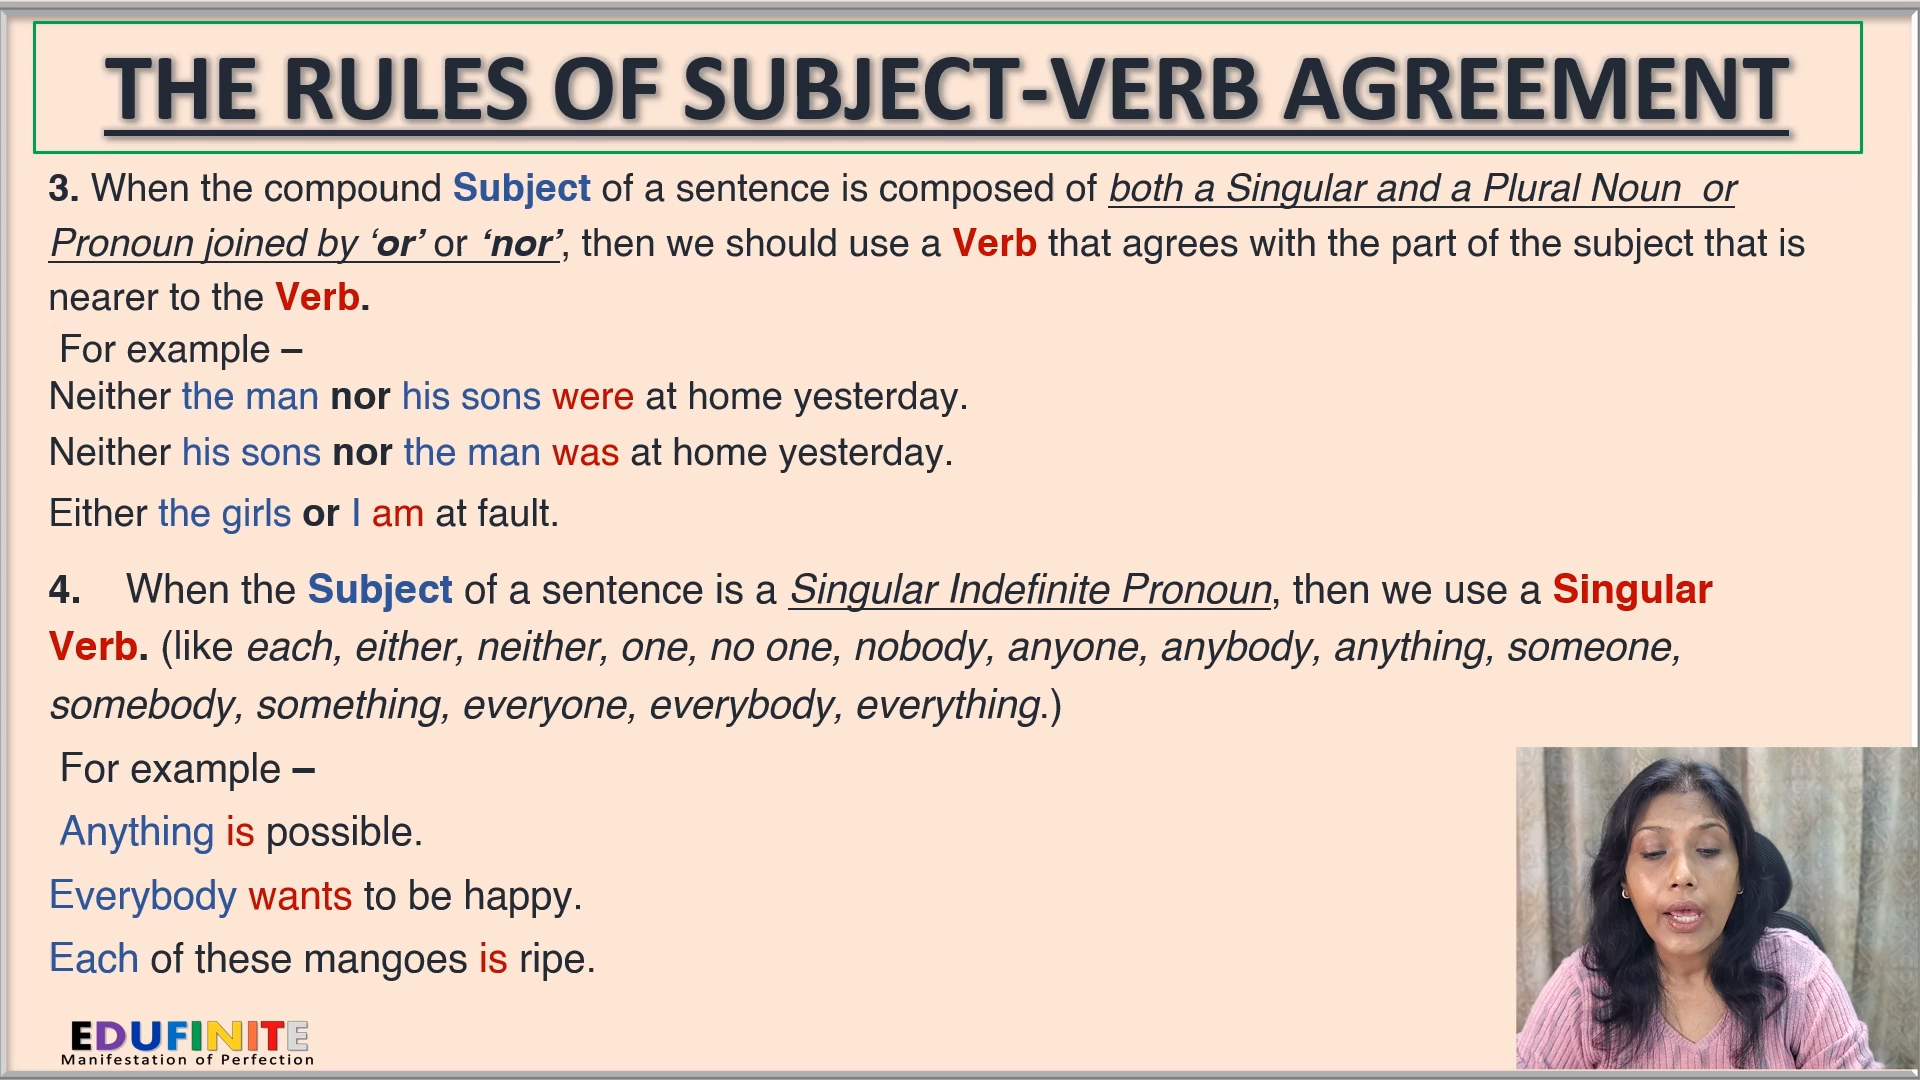 THE RULES OF SUBJECT-VERB AGREEMENT
3. When the compound Subject of a sentence is composed of both a Singular and a Plural Noun or
Pronoun joined by ‘or’ or ‘nor’, then we should use a Verb that agrees with the part of the subject that is
nearer to the Verb.
For example –
Neither the man nor his sons were at home yesterday.
Neither his sons nor the man was at home yesterday.
Either the girls or I am at fault.
4. When the Subject of a sentence is a Singular Indefinite Pronoun, then we use a Singular
Verb. (like each, either, neither, one, no one, nobody, anyone, anybody, anything, someone,
somebody, something, everyone, everybody, everything.)
For example –
Anything is possible.
Everybody wants to be happy.
Each of these mangoes is ripe.
EDUFINITE
Manifestation of Perfection